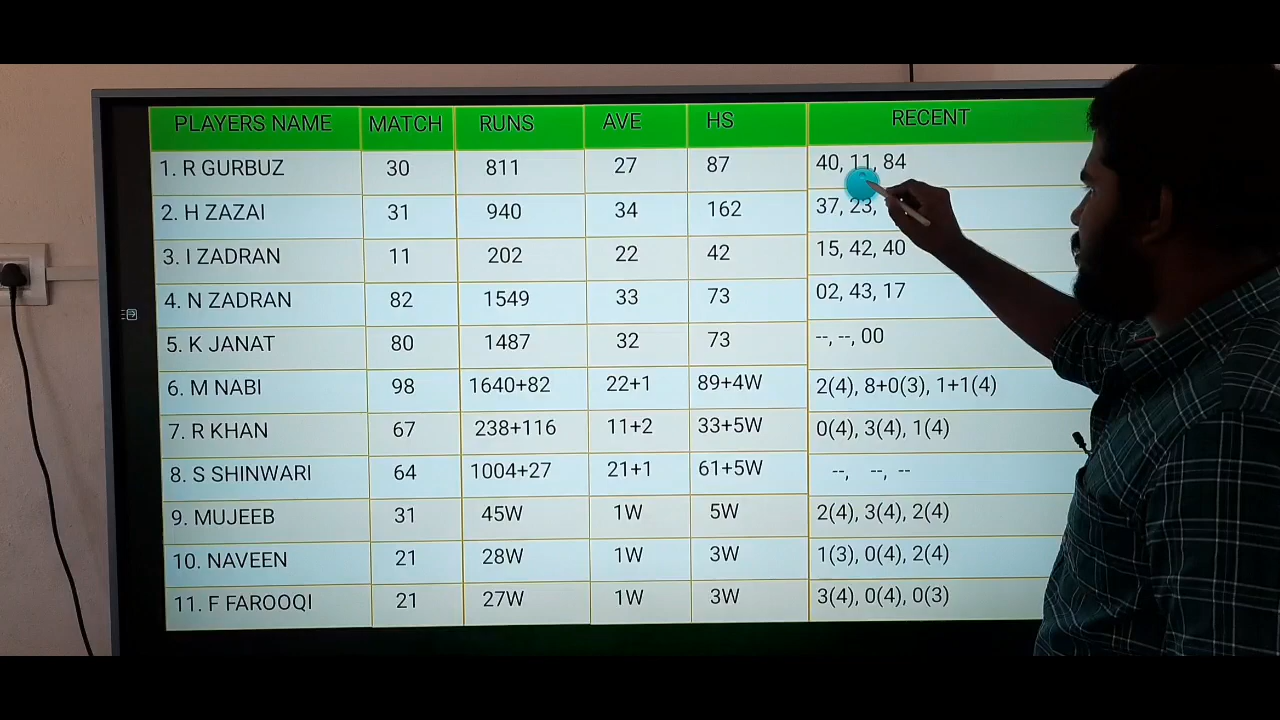 PLAYERS NAME MATCH RUNS AVE HS RECENT
1. R GURBUZ 30 811 27 87 40, 11, 84
2. H ZAZAI 31 940 34 162 37, 23,
3. I ZADRAN 11 202 22 42 15, 42, 40
4. N ZADRAN 82 1549 33 73 02, 43, 17
5. K JANAT 80 1487 32 73 --, --, 00
6. M NABI 98 1640+82 22+1 89+4W 2(4), 8+0(3), 1+1(4)
7. R KHAN 67 238+116 11+2 33+5W 0(4), 3(4), 1(4)
8. S SHINWARI 64 1004+27 21+1 61+5W --, --, --
9. MUJEEB 31 45W 1W 5W 2(4), 3(4), 2(4)
10. NAVEEN 21 28W 1W 3W 1(3), 0(4), 2(4)
11. F FAROOQI 21 27W 1W 3W 3(4), 0(4), 0(3)